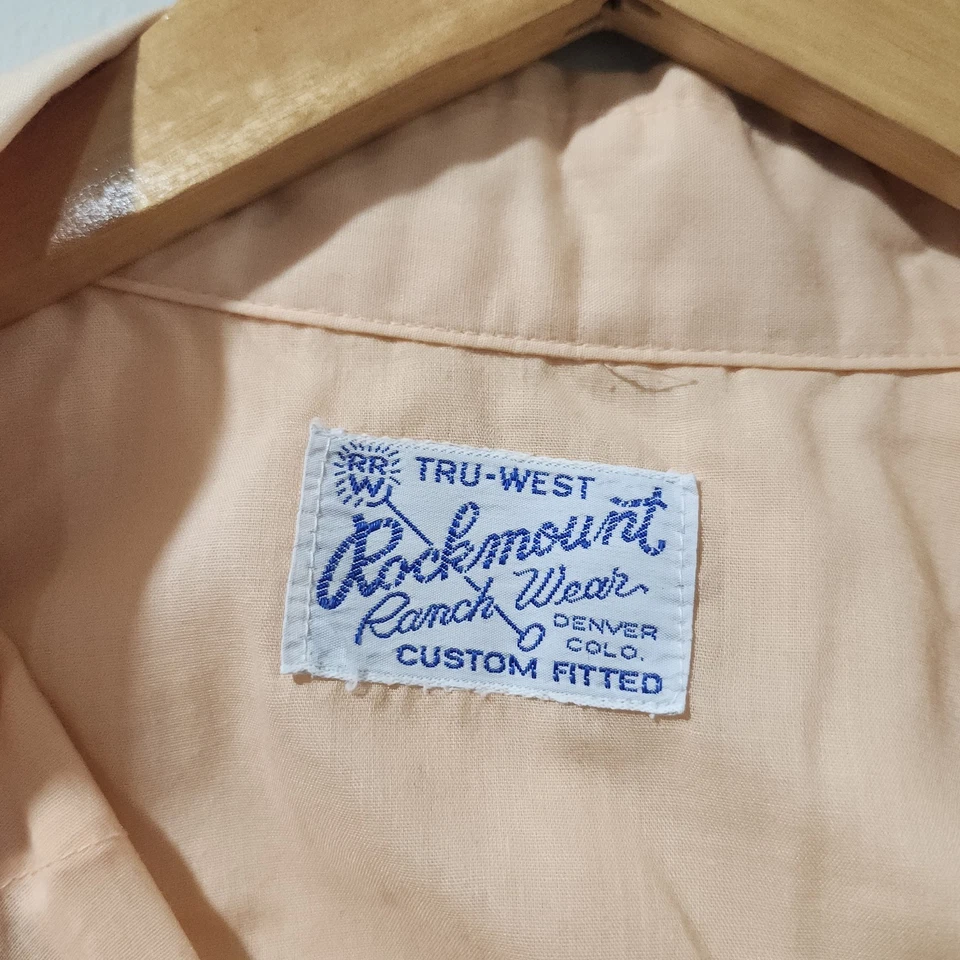 RR
W
TRU-WEST
Rockmount
Ranch Wear
DENVER
COLO.
CUSTOM FITTED